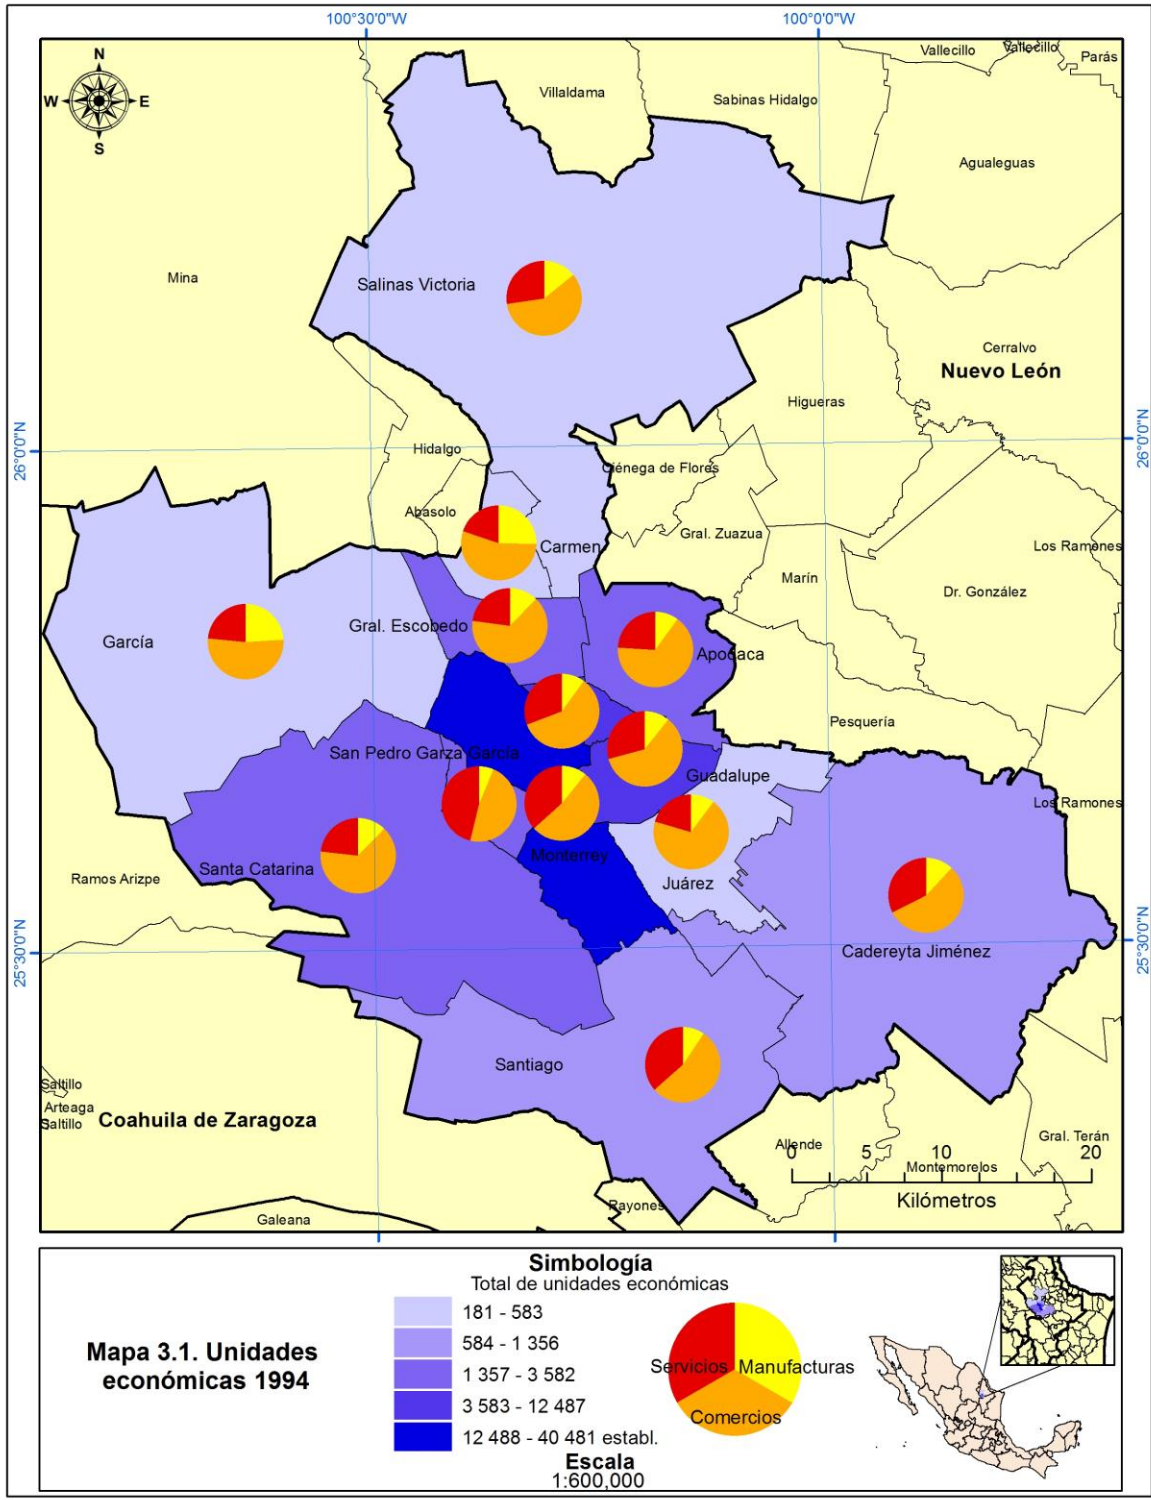 100°30'0"W
100°0'0"W
N
W
E
S
Villaldama
Sabinas Hidalgo
Vallecillo
Vallecillo
Parás
Agualeguas
Mina
Salinas Victoria
Cerralvo
Nuevo León
Higueras
26°0'0"N
26°0'0"N
Hidalgo
Ciénega de Flores
Abasolo
Gral. Zuazua
Carmen
Los Ramones
Marín
Dr. González
García
Gral. Escobedo
Apodaca
Pesquería
San Pedro Garza García
Guadalupe
Los Ramones
Monterrey
Santa Catarina
Ramos Arizpe
Juárez
Cadereyta Jiménez
25°30'0"N
25°30'0"N
Santiago
Saltillo
Arteaga
Saltillo
Coahuila de Zaragoza
Allende
Gral. Terán
0 5 10 20
Montemorelos
Kilómetros
Rayones
Galeana
Mapa 3.1. Unidades
económicas 1994
Simbología
Total de unidades económicas
181 - 583
584 - 1 356
1 357 - 3 582
3 583 - 12 487
12 488 - 40 481 establ.
Servicios
Manufacturas
Comercios
Escala
1:600,000